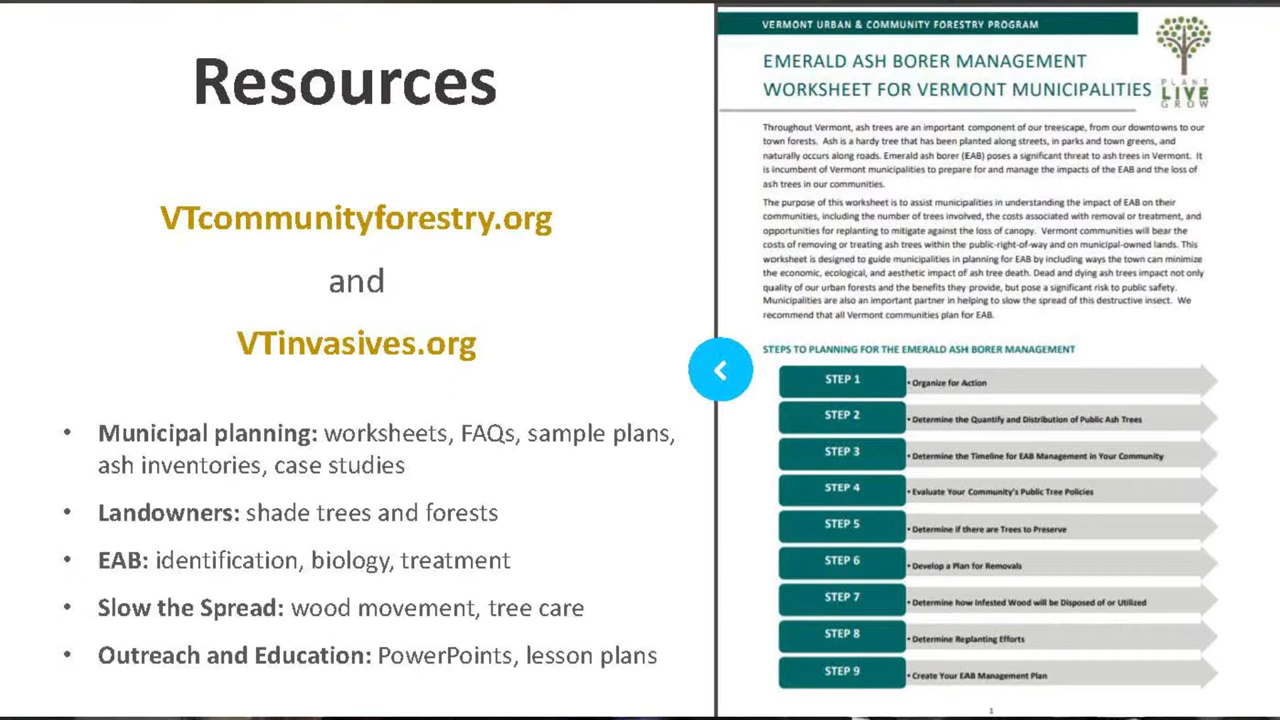 Resources
VTcommunityforestry.org
and
VTinvasives.org
• Municipal planning: worksheets, FAQs, sample plans,
ash inventories, case studies
• Landowners: shade trees and forests
• EAB: identification, biology, treatment
• Slow the Spread: wood movement, tree care
• Outreach and Education: PowerPoints, lesson plans
VERMONT URBAN & COMMUNITY FORESTRY PROGRAM
EMERALD ASH BORER MANAGEMENT
WORKSHEET FOR VERMONT MUNICIPALITIES
PLANT
LIVE
GROW
Throughout Vermont, ash trees are an important component of our treescape, from our downtowns to our
town forests. Ash is a hardy tree that has been planted along streets, in parks and town greens, and
naturally occurs along roads. Emerald ash borer (EAB) poses a significant threat to ash trees in Vermont. It
is incumbent of Vermont municipalities to prepare for and manage the impacts of the EAB and the loss of
ash trees in our communities.
The purpose of this worksheet is to assist municipalities in understanding the impact of EAB on their
communities, including the number of trees involved, the costs associated with removal or treatment, and
opportunities for replanting to mitigate against the loss of canopy. Vermont communities will bear the
costs of removing or treating ash trees within the public-right-of-way and on municipal-owned lands. This
worksheet is designed to guide municipalities in planning for EAB by including ways the town can minimize
the economic, ecological, and aesthetic impact of ash tree death. Dead and dying ash trees impact not only
quality of our urban forests and the benefits they provide, but pose a significant risk to public safety.
Municipalities are also an important partner in helping to slow the spread of this destructive insect. We
recommend that all Vermont communities plan for EAB.
STEPS TO PLANNING FOR THE EMERALD ASH BORER MANAGEMENT
STEP 1 • Organize for Action
STEP 2 • Determine the Quantify and Distribution of Public Ash Trees
STEP 3 • Determine the Timeline for EAB Management in Your Community
STEP 4 • Evaluate Your Community's Public Tree Policies
STEP 5 • Determine if there are Trees to Preserve
STEP 6 • Develop a Plan for Removals
STEP 7 • Determine how Infested Wood will be Disposed of or Utilized
STEP 8 • Determine Replanting Efforts
STEP 9 • Create Your EAB Management Plan
1